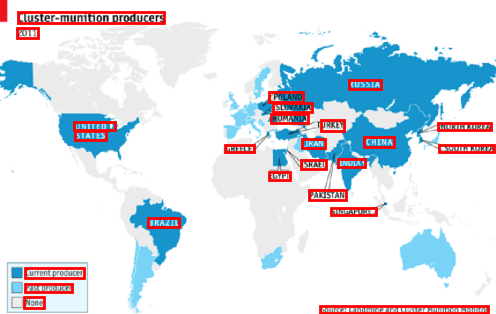 Cluster-munition producers
2011
POLAND
SLOVAKIA
ROMANIA
TURKEY
RUSSIA
UNITED
STATES
GREECE
IRAN
ISRAEL
EGYPT
INDIA
CHINA
NORTH KOREA
SOUTH KOREA
PAKISTAN
SINGAPORE
BRAZIL
Current producer
Past producer
None
Source: Landmine and Cluster Munition Monitor